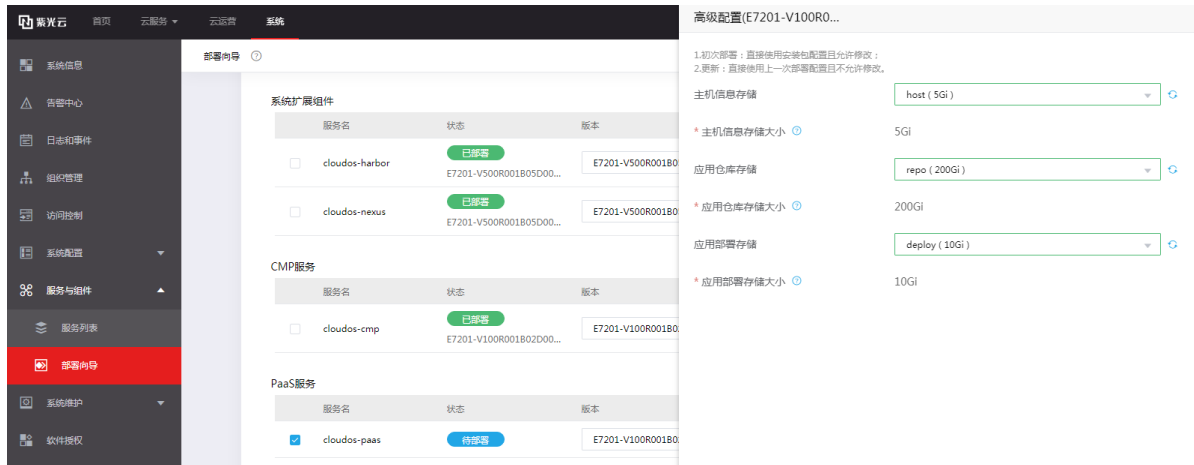 紫光云 首页 云服务 云运营 系统
系统信息
告警中心
日志和事件
组织管理
访问控制
系统配置
服务与组件
服务列表
部署向导
系统维护
软件授权
部署向导
系统扩展组件
服务名 状态 版本
cloudos-harbor 已部署 E7201-V500R001B0
E7201-V500R001B05D00...
cloudos-nexus 已部署 E7201-V500R001B0
E7201-V500R001B05D00...
CMP服务
服务名 状态 版本
cloudos-cmp 已部署 E7201-V100R001B0
E7201-V100R001B02D00...
PaaS服务
服务名 状态 版本
cloudos-paas 待部署 E7201-V100R001B0
高级配置(E7201-V100R0...
1.初次部署：直接使用安装包配置且允许修改；
2.更新：直接使用上一次部署配置且不允许修改。
主机信息存储 host ( 5Gi )
* 主机信息存储大小 5Gi
应用仓库存储 repo ( 200Gi )
* 应用仓库存储大小 200Gi
应用部署存储 deploy ( 10Gi )
* 应用部署存储大小 10Gi